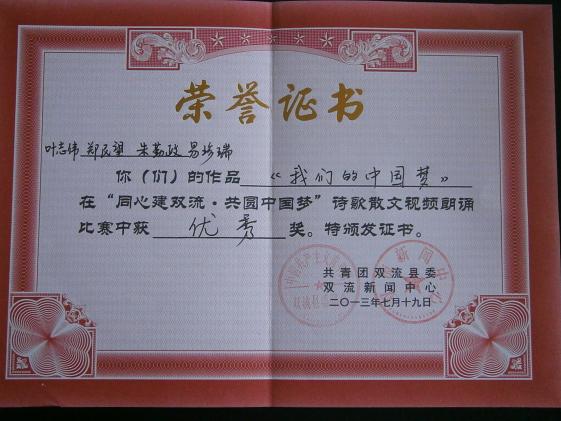 荣誉证书
叶志伟 郑民望 朱勤政 易珍瑞
你（们）的作品《我们的中国梦》
在“同心建双流·共圆中国梦”诗歌散文视频朗诵
比赛中获 优秀 奖。特颁发证书。
共青团双流县委
双流新闻中心
二〇一三年七月十九日